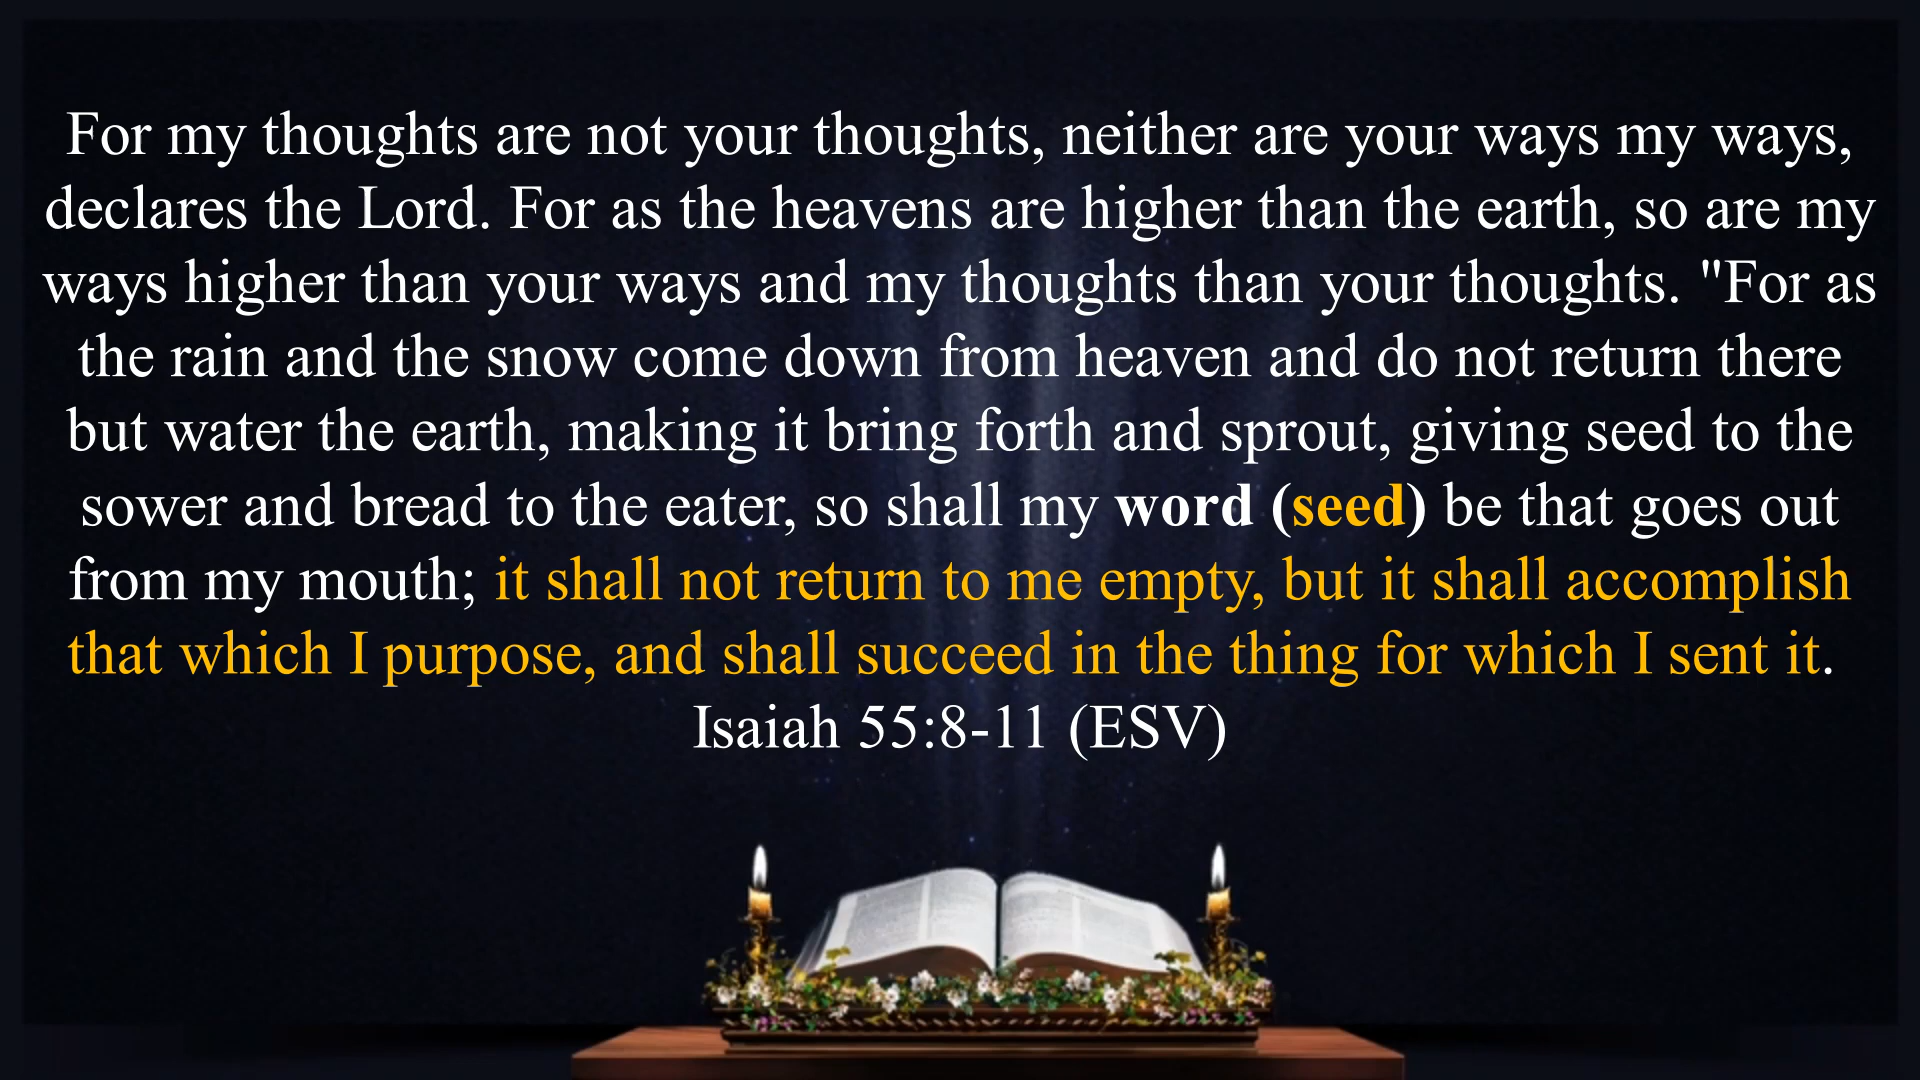 For my thoughts are not your thoughts, neither are your ways my ways,
declares the Lord. For as the heavens are higher than the earth, so are my
ways higher than your ways and my thoughts than your thoughts. "For as
the rain and the snow come down from heaven and do not return there
but water the earth, making it bring forth and sprout, giving seed to the
sower and bread to the eater, so shall my word (seed) be that goes out
from my mouth; it shall not return to me empty, but it shall accomplish
that which I purpose, and shall succeed in the thing for which I sent it.
Isaiah 55:8-11 (ESV)